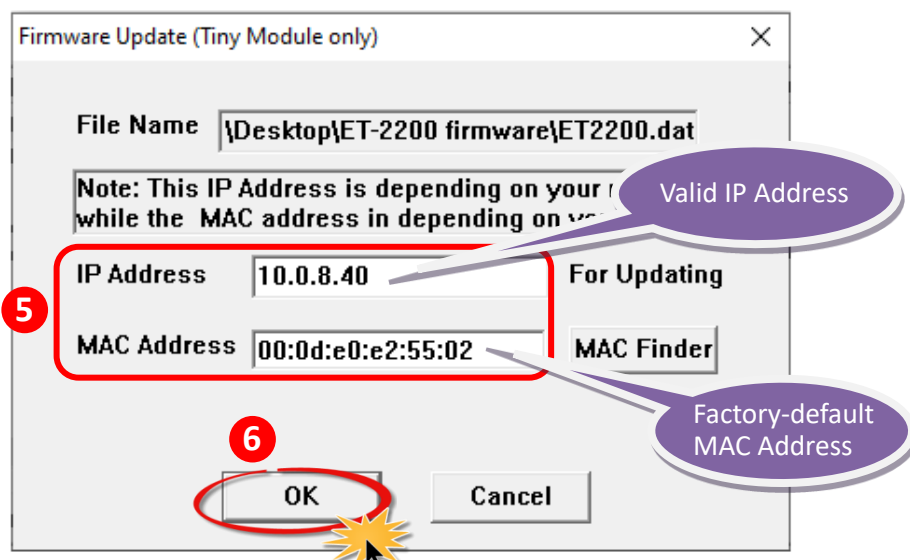 Firmware Update (Tiny Module only)
File Name \Desktop\ET-2200 firmware\ET2200.dat
Note: This IP Address is depending on your
while the MAC address in depending on
Valid IP Address
5
IP Address 10.0.8.40 For Updating
MAC Address 00:0d:e0:e2:55:02 MAC Finder
Factory-default
MAC Address
6
OK Cancel